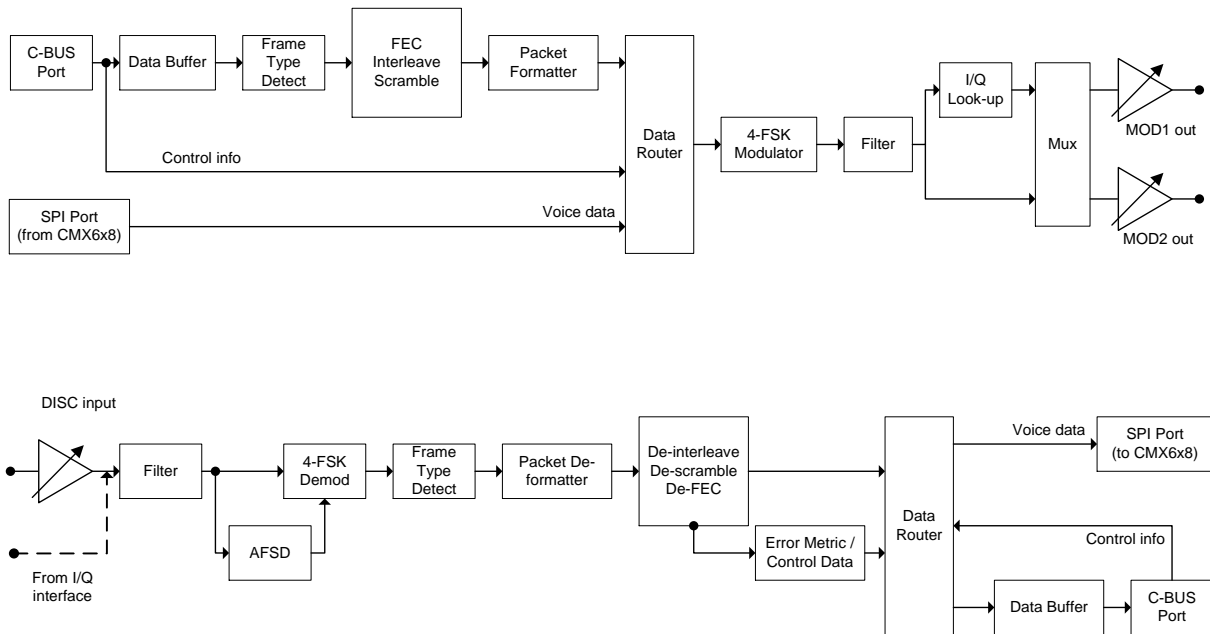 C-BUS
Port
Data Buffer
Frame
Type
Detect
FEC
Interleave
Scramble
Packet
Formatter
Control info
SPI Port
(from CMX6x8)
Voice data
Data
Router
4-FSK
Modulator
Filter
I/Q
Look-up
Mux
MOD1 out
MOD2 out
DISC input
From I/Q
interface
Filter
AFSD
4-FSK
Demod
Frame
Type
Detect
Packet De-
formatter
De-interleave
De-scramble
De-FEC
Error Metric /
Control Data
Data
Router
Voice data
SPI Port
(to CMX6x8)
Control info
Data Buffer
C-BUS
Port